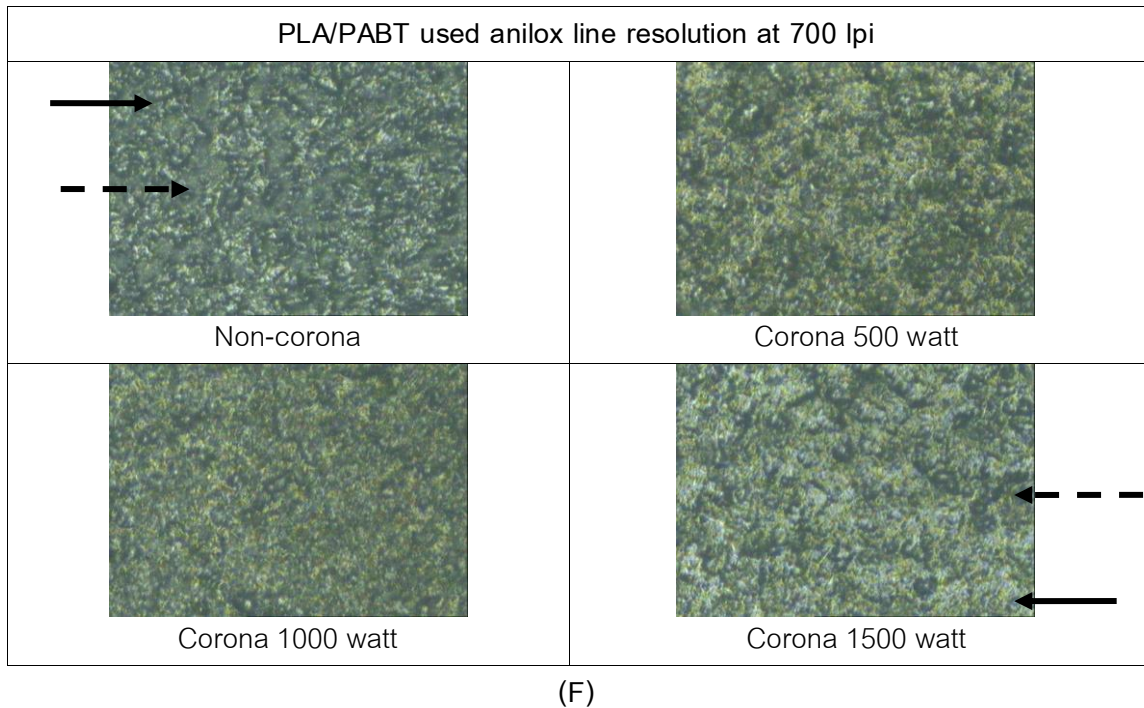 PLA/PABT used anilox line resolution at 700 lpi
Non-corona
Corona 500 watt
Corona 1000 watt
Corona 1500 watt
(F)